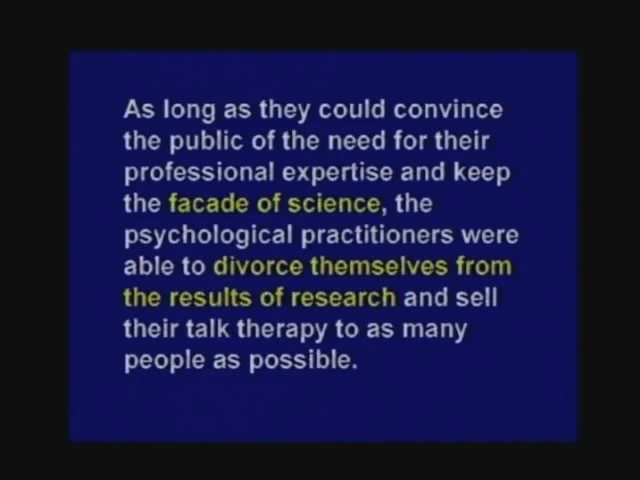 As long as they could convince
the public of the need for their
professional expertise and keep
the facade of science, the
psychological practitioners were
able to divorce themselves from
the results of research and sell
their talk therapy to as many
people as possible.